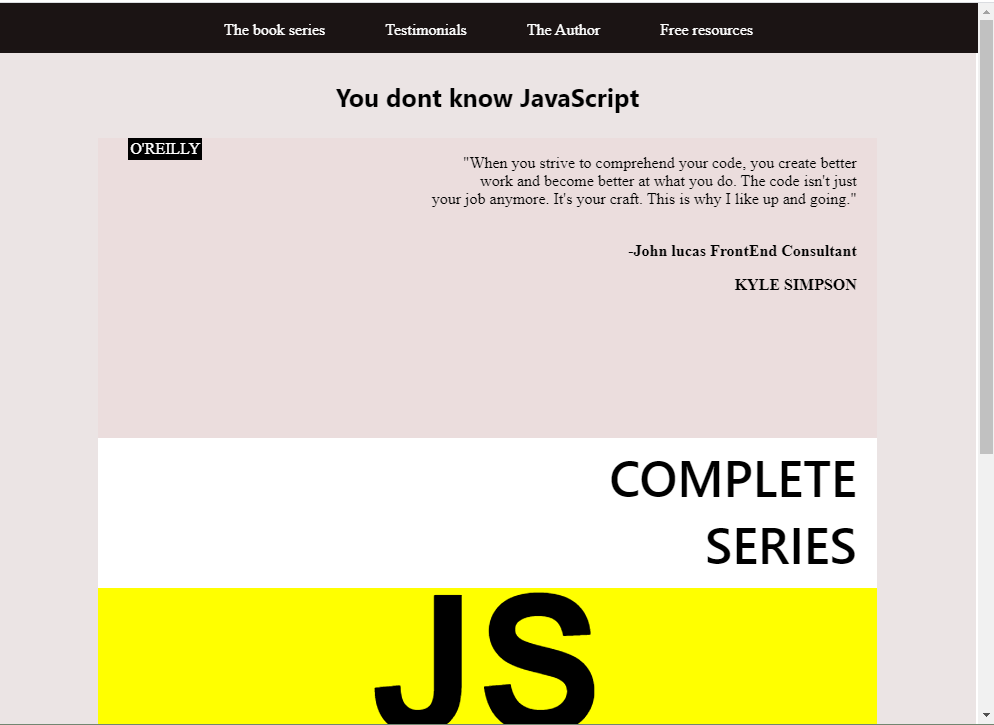 The book series Testimonials The Author Free resources
You dont know JavaScript
O'REILLY
"When you strive to comprehend your code, you create better
work and become better at what you do. The code isn't just
your job anymore. It's your craft. This is why I like up and going."
-John lucas FrontEnd Consultant
KYLE SIMPSON
COMPLETE
SERIES
JS